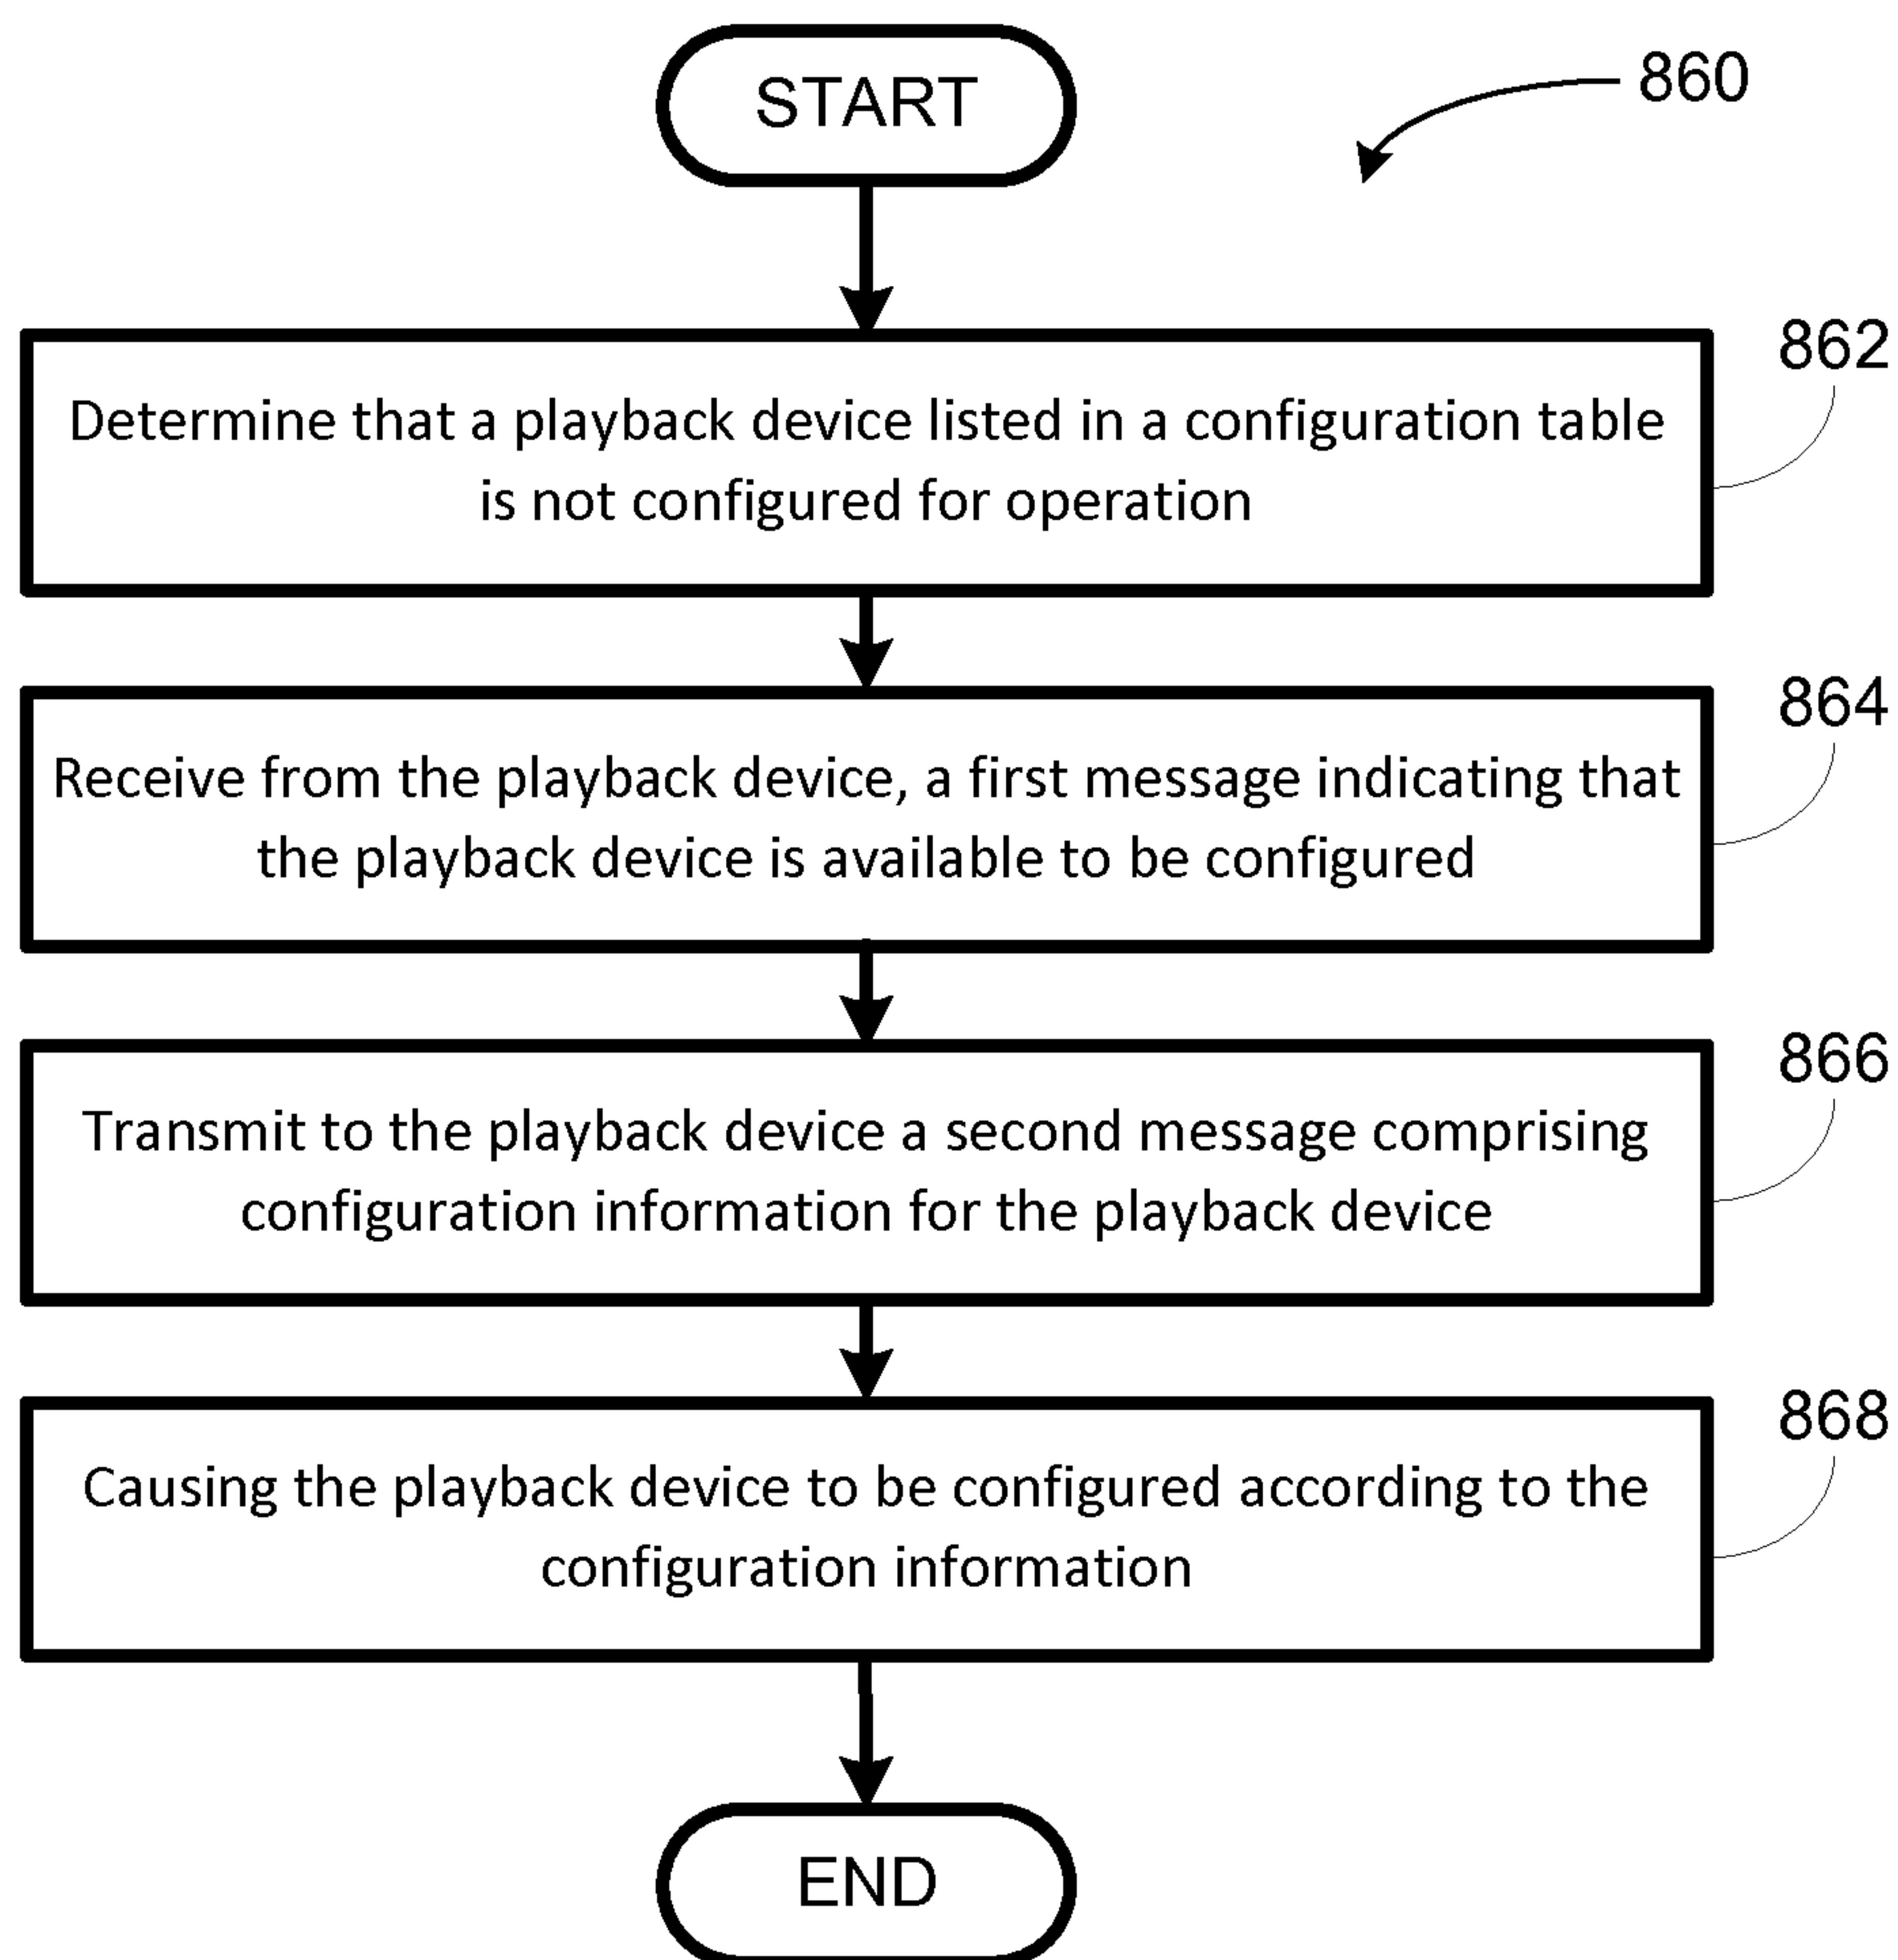 START
860
862
Determine that a playback device listed in a configuration table
is not configured for operation
864
Receive from the playback device, a first message indicating that
the playback device is available to be configured
866
Transmit to the playback device a second message comprising
configuration information for the playback device
868
Causing the playback device to be configured according to the
configuration information
END